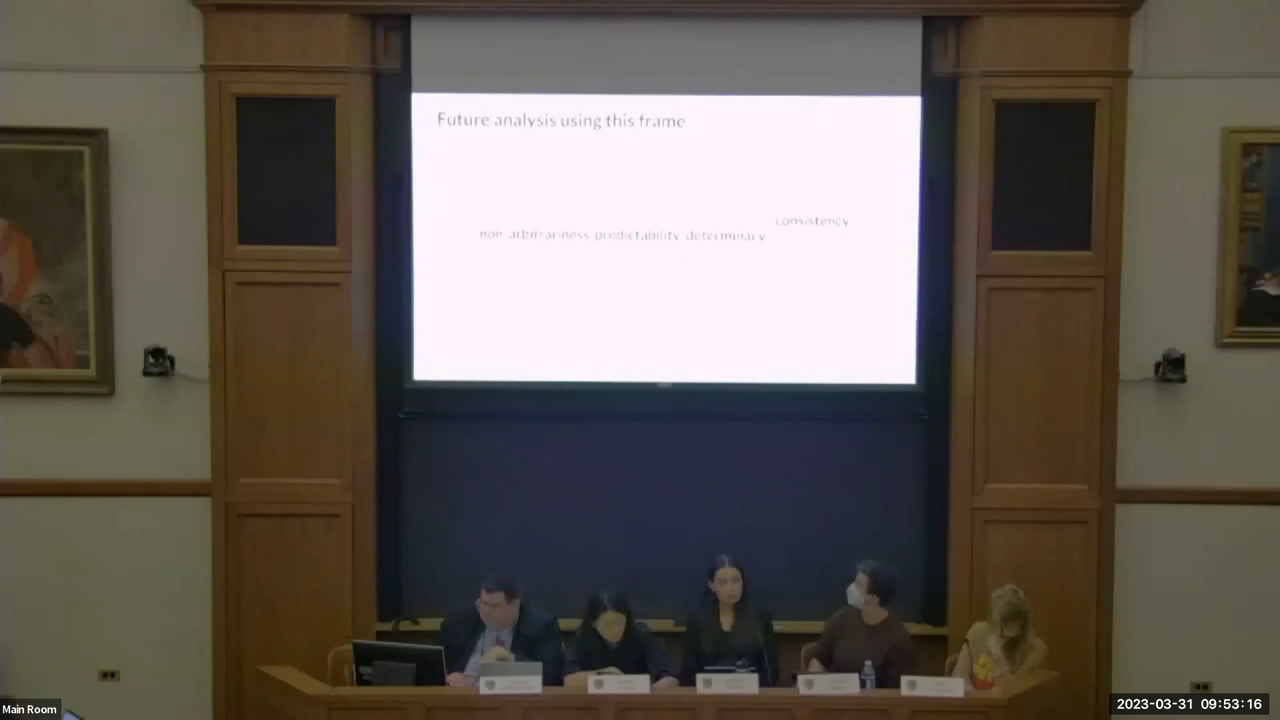 Future analysis using this frame
consistency
non-arbitrariness predictability determinacy
Main Room
2023-03-31 09:53:16